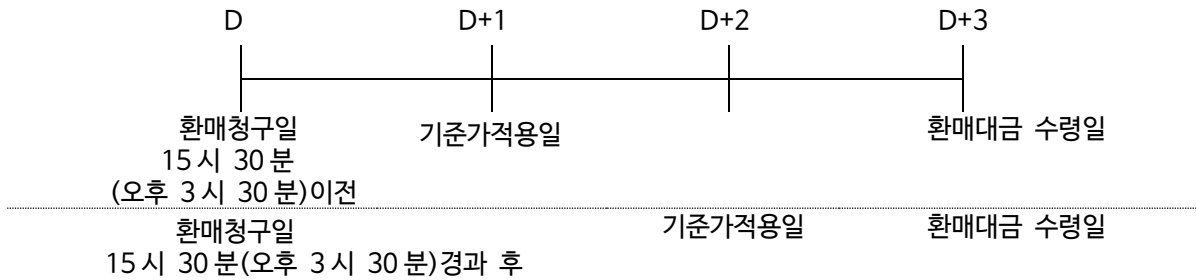 D D+1 D+2 D+3
환매청구일 기준가적용일 환매대금 수령일
15시 30분
(오후 3시 30분)이전
환매청구일 기준가적용일 환매대금 수령일
15시 30분(오후 3시 30분)경과 후